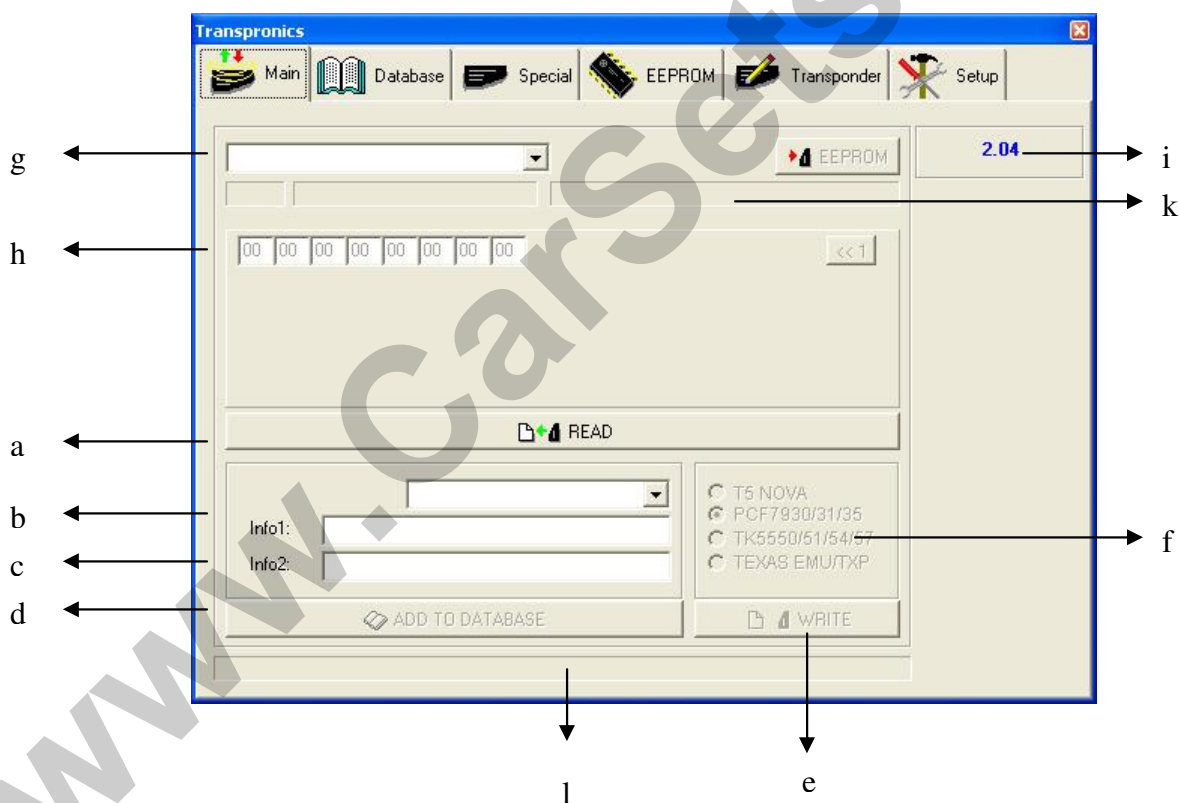 Transpronics
Main Database Special EEPROM Transponder Setup
g
EEPROM
2.04
i
k
h
00 00 00 00 00 00 00 00
<< 1
a
READ
b
Info1:
c
Info2:
d
ADD TO DATABASE
T5 NOVA
PCF7930/31/35
TK5550/51/54/57
TEXAS EMU/TXP
f
WRITE
l
e
www.CarSets